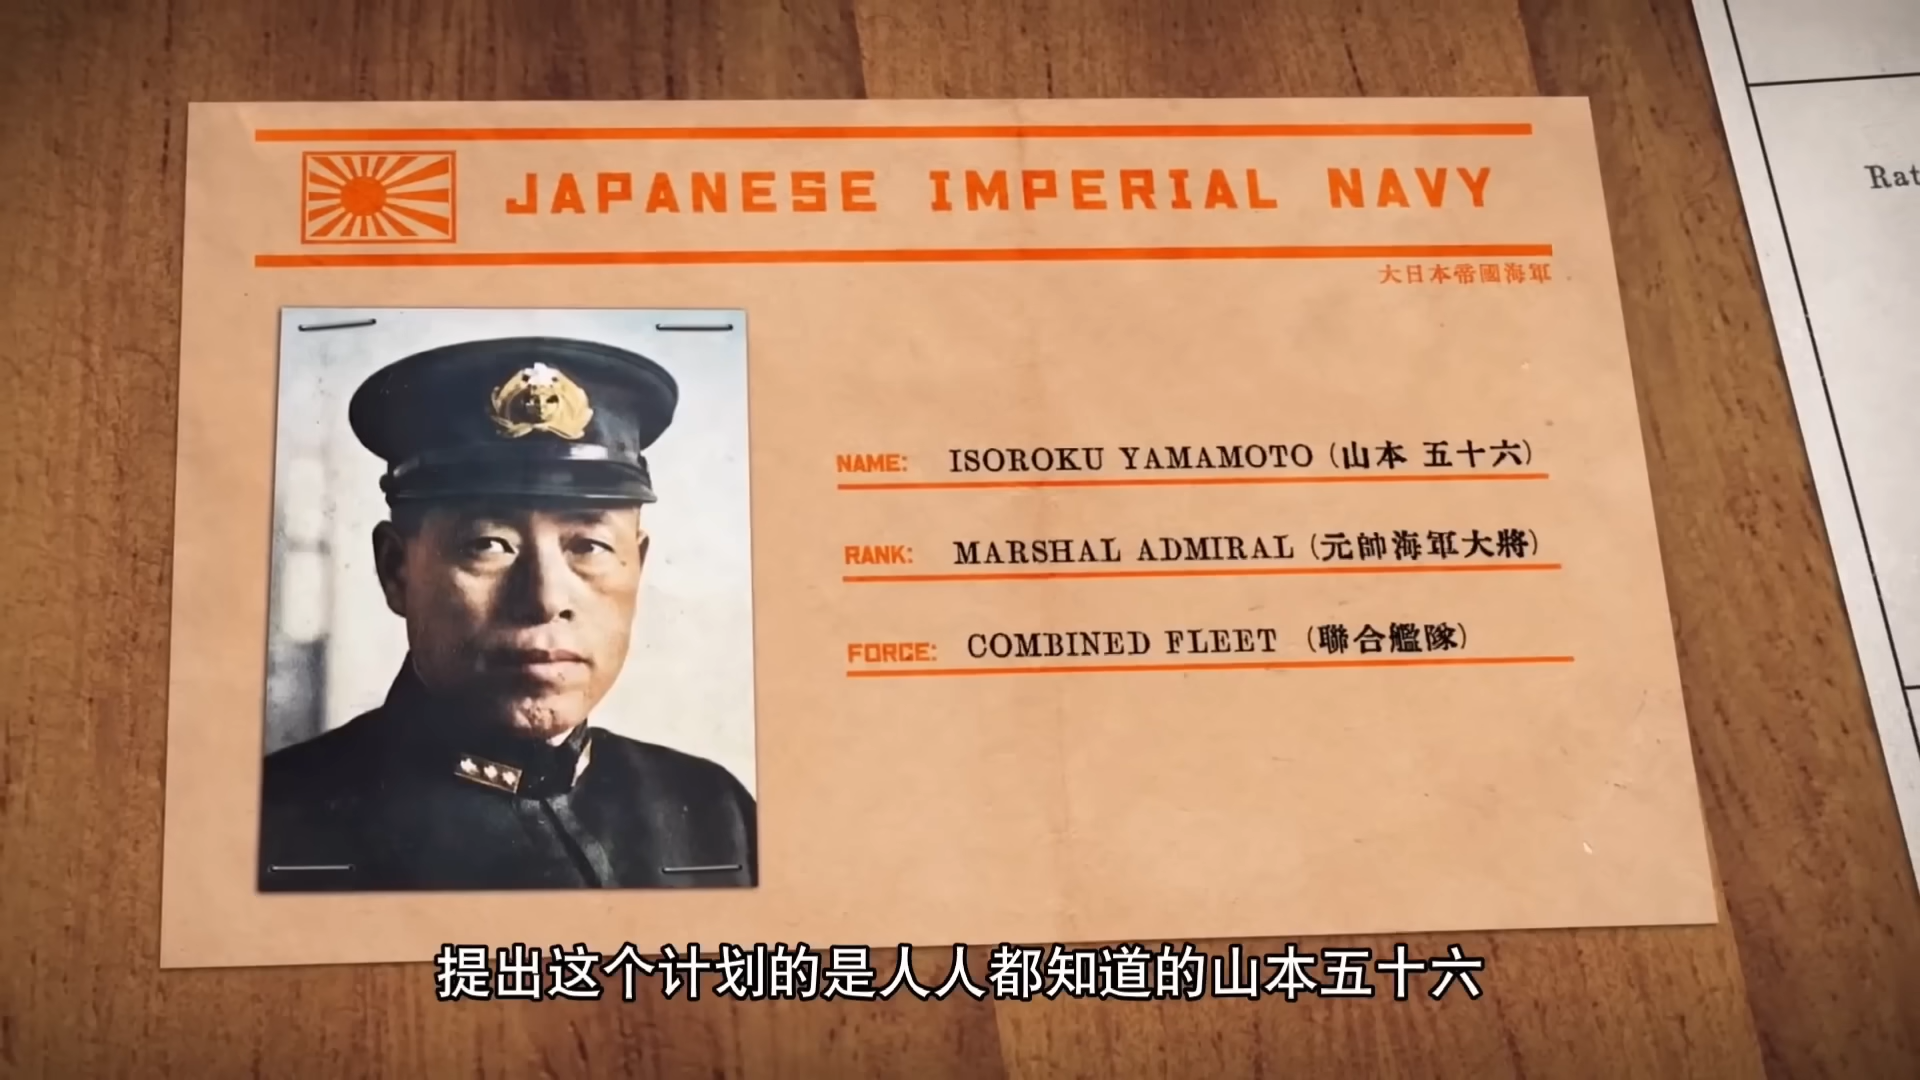 JAPANESE IMPERIAL NAVY
大日本帝國海軍
NAME: ISOROKU YAMAMOTO (山本 五十六)
RANK: MARSHAL ADMIRAL (元帥海軍大將)
FORCE: COMBINED FLEET (聯合艦隊)
Rat
提出这个计划的是人人都知道的山本五十六